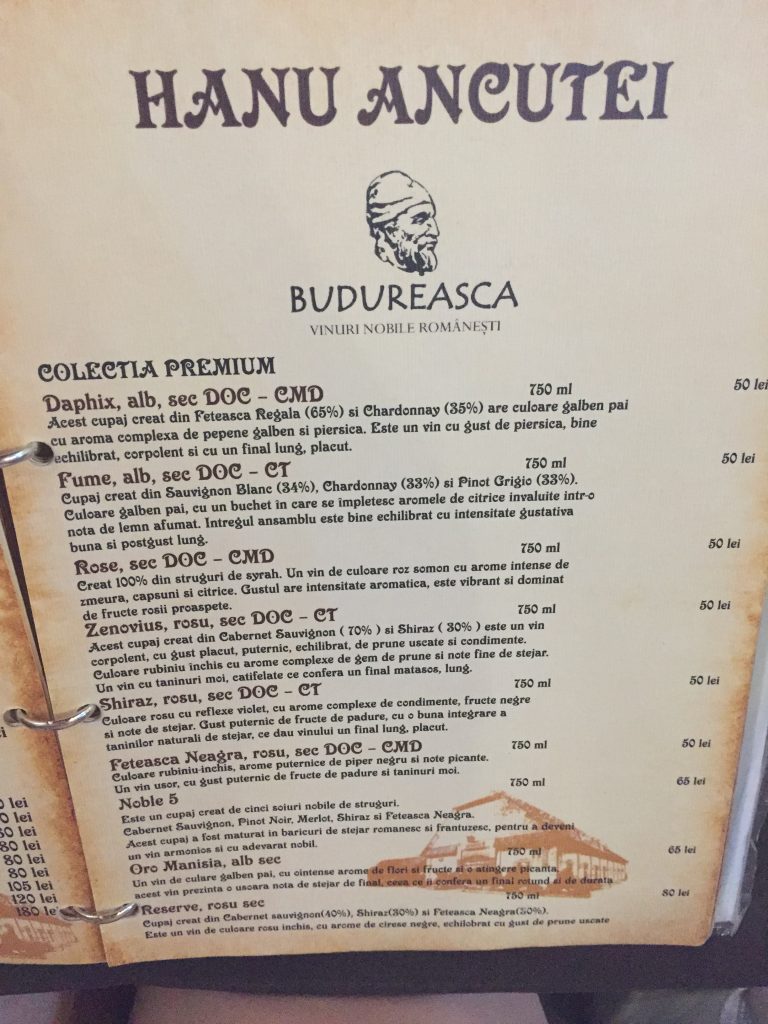 HANU ANCUTEI
BUDUREASCA
VINURI NOBILE ROMÂNEȘTI
COLECTIA PREMIUM
Daphix, alb, sec DOC – CMD 750 ml 50 lei
Acest cupaj creat din Feteasca Regala (65%) si Chardonnay (35%) are culoare galben pai
cu aroma complexa de pepene galben si piersica. Este un vin cu gust de piersica, bine
echilibrat, corpolent si cu un final lung, placut.
Fume, alb, sec DOC – CT 750 ml 50 lei
Cupaj creat din Sauvignon Blanc (34%), Chardonnay (33%) si Pinot Grigio (33%).
Culoare galben pai, cu un buchet în care se împletesc aromele de citrice invaluite intr-o
nota de lemn afumat. Intregul ansamblu este bine echilibrat cu intensitate gustativa
buna si postgust lung.
Rose, sec DOC – CMD 750 ml 50 lei
Creat 100% din struguri de syrah. Un vin de culoare roz somon cu arome intense de
zmeura, capsuni si citrice. Gustul are intensitate aromatica, este vibrant si dominat
de fructe rosii proaspete.
Zenovius, rosu, sec DOC – CT 750 ml 50 lei
Acest cupaj creat din Cabernet Sauvignon ( 70% ) si Shiraz ( 30% ) este un vin
corpolent, cu gust placut, puternic, echilibrat, de prune uscate si condimente.
Culoare rubiniu închis cu arome complexe de gem de prune si note fine de stejar.
Un vin cu taninuri moi, catifelate ce confera un final matasos, lung.
Shiraz, rosu, sec DOC – CT 750 ml 50 lei
Culoare rosu cu reflexe violet, cu arome complexe de condimente, fructe negre
si note de stejar. Gust puternic de fructe de padure, cu o buna integrare a
taninilor naturali de stejar, ce dau vinului un final lung, placut.
Feteasca Neagra, rosu, sec DOC – CMD 750 ml 50 lei
Culoare rubiniu-inchis, arome puternice de piper negru si note picante.
Un vin usor, cu gust puternic de fructe de padure si taninuri moi.
Noble 5 750 ml 65 lei
Este un cupaj creat de cinci soiuri nobile de struguri.
Cabernet Sauvignon, Pinot Noir, Merlot, Shiraz si Feteasca Neagra.
Acest cupaj a fost maturat in baricuri de stejar romanesc si frantuzesc, pentru a deveni
un vin armonios si cu adevarat nobil.
Oro Manisia, alb sec 750 ml 65 lei
Un vin de culare galben pai, cu ointense arome de flori si fructe si o atingere picanta.
acest vin prezinta o usoara nota de stejar de final, ceea ce ii confera un final rotund si de durata
Reserve, rosu sec 750 ml 80 lei
Cupaj creat din Cabernet sauvignon(40%), Shiraz(30%) si Feteasca Neagra(30%).
Este un vin de culoare rosu inchis, cu arome de cirese negre, echilobrat cu gust de prune uscate
lei
lei
lei
80 lei
80 lei
80 lei
105 lei
120 lei
180 lei